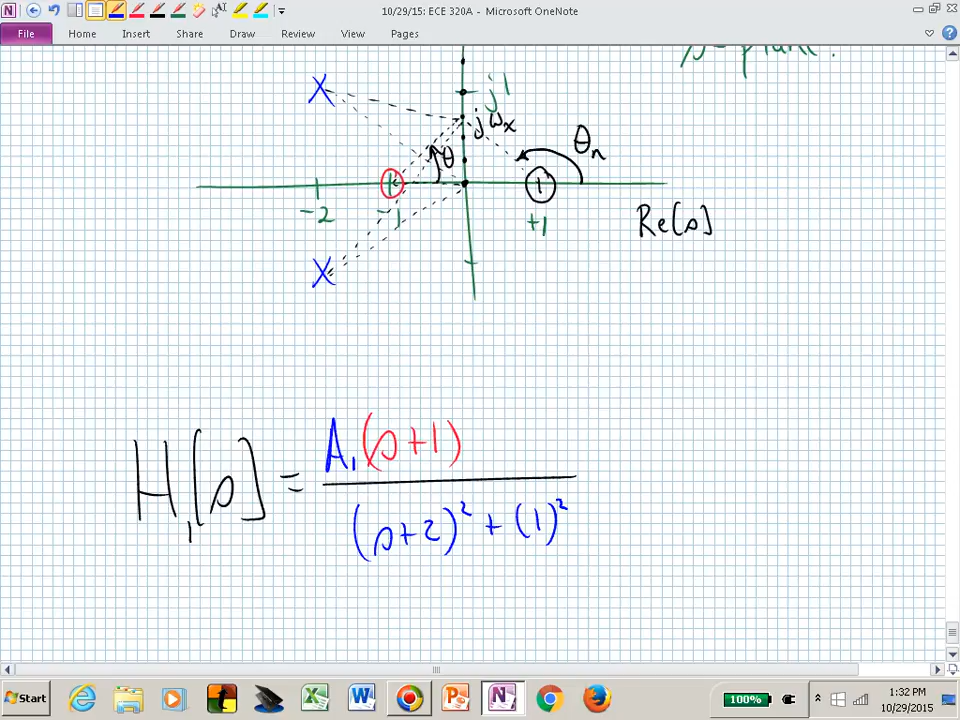 10/29/15: ECE 320A - Microsoft OneNote
File Home Insert Share Draw Review View Pages
s-plane.
X
j1
jωx
θ
θn
-2 -1 +1
Re[s]
X
H1[s] = A1(s+1)
(s+2)² + (1)²
Start
100%
1:32 PM
10/29/2015